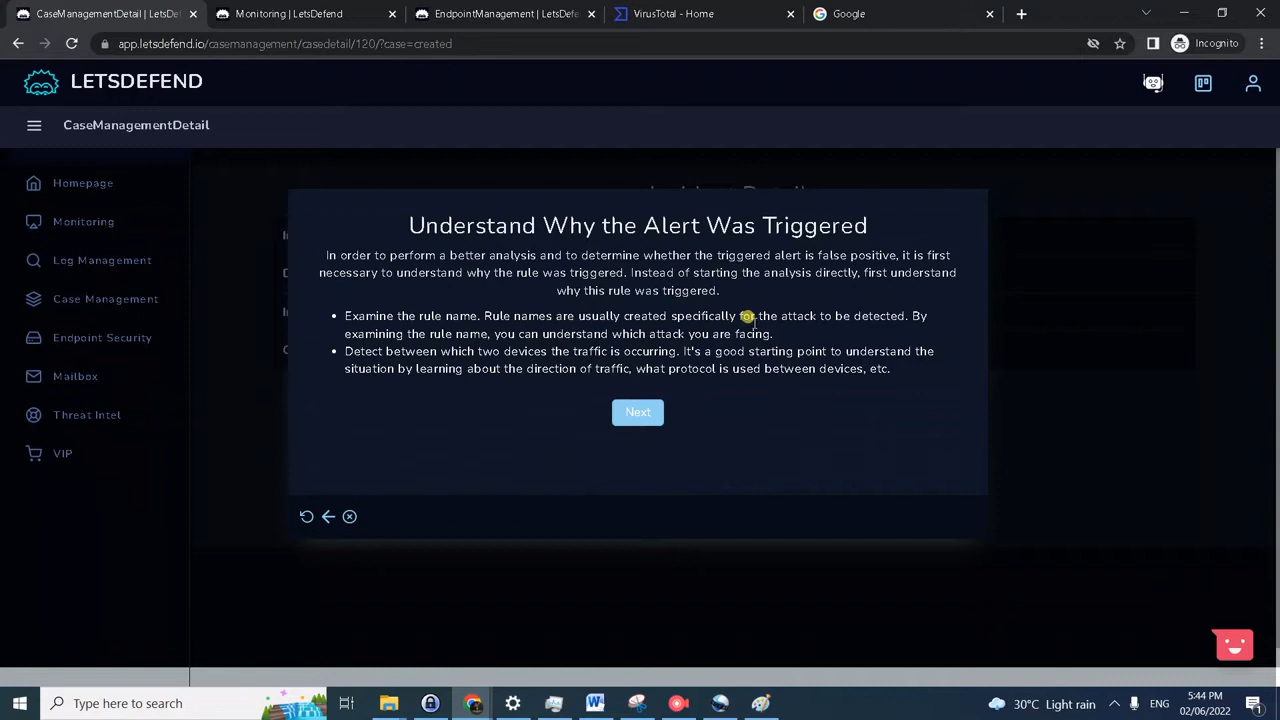 CaseManagementDetail | LetsDef
Monitoring | LetsDefend
EndpointManagement | LetsDefe
VirusTotal - Home
Google
app.letsdefend.io/casemanagement/casedetail/120/?case=created
Incognito
LETSDEFEND
CaseManagementDetail
Homepage
Monitoring
Log Management
Case Management
Endpoint Security
Mailbox
Threat Intel
VIP
Understand Why the Alert Was Triggered
In order to perform a better analysis and to determine whether the triggered alert is false positive, it is first
necessary to understand why the rule was triggered. Instead of starting the analysis directly, first understand
why this rule was triggered.
• Examine the rule name. Rule names are usually created specifically for the attack to be detected. By
examining the rule name, you can understand which attack you are facing.
• Detect between which two devices the traffic is occurring. It's a good starting point to understand the
situation by learning about the direction of traffic, what protocol is used between devices, etc.
Next
Type here to search
30°C Light rain
ENG
5:44 PM
02/06/2022